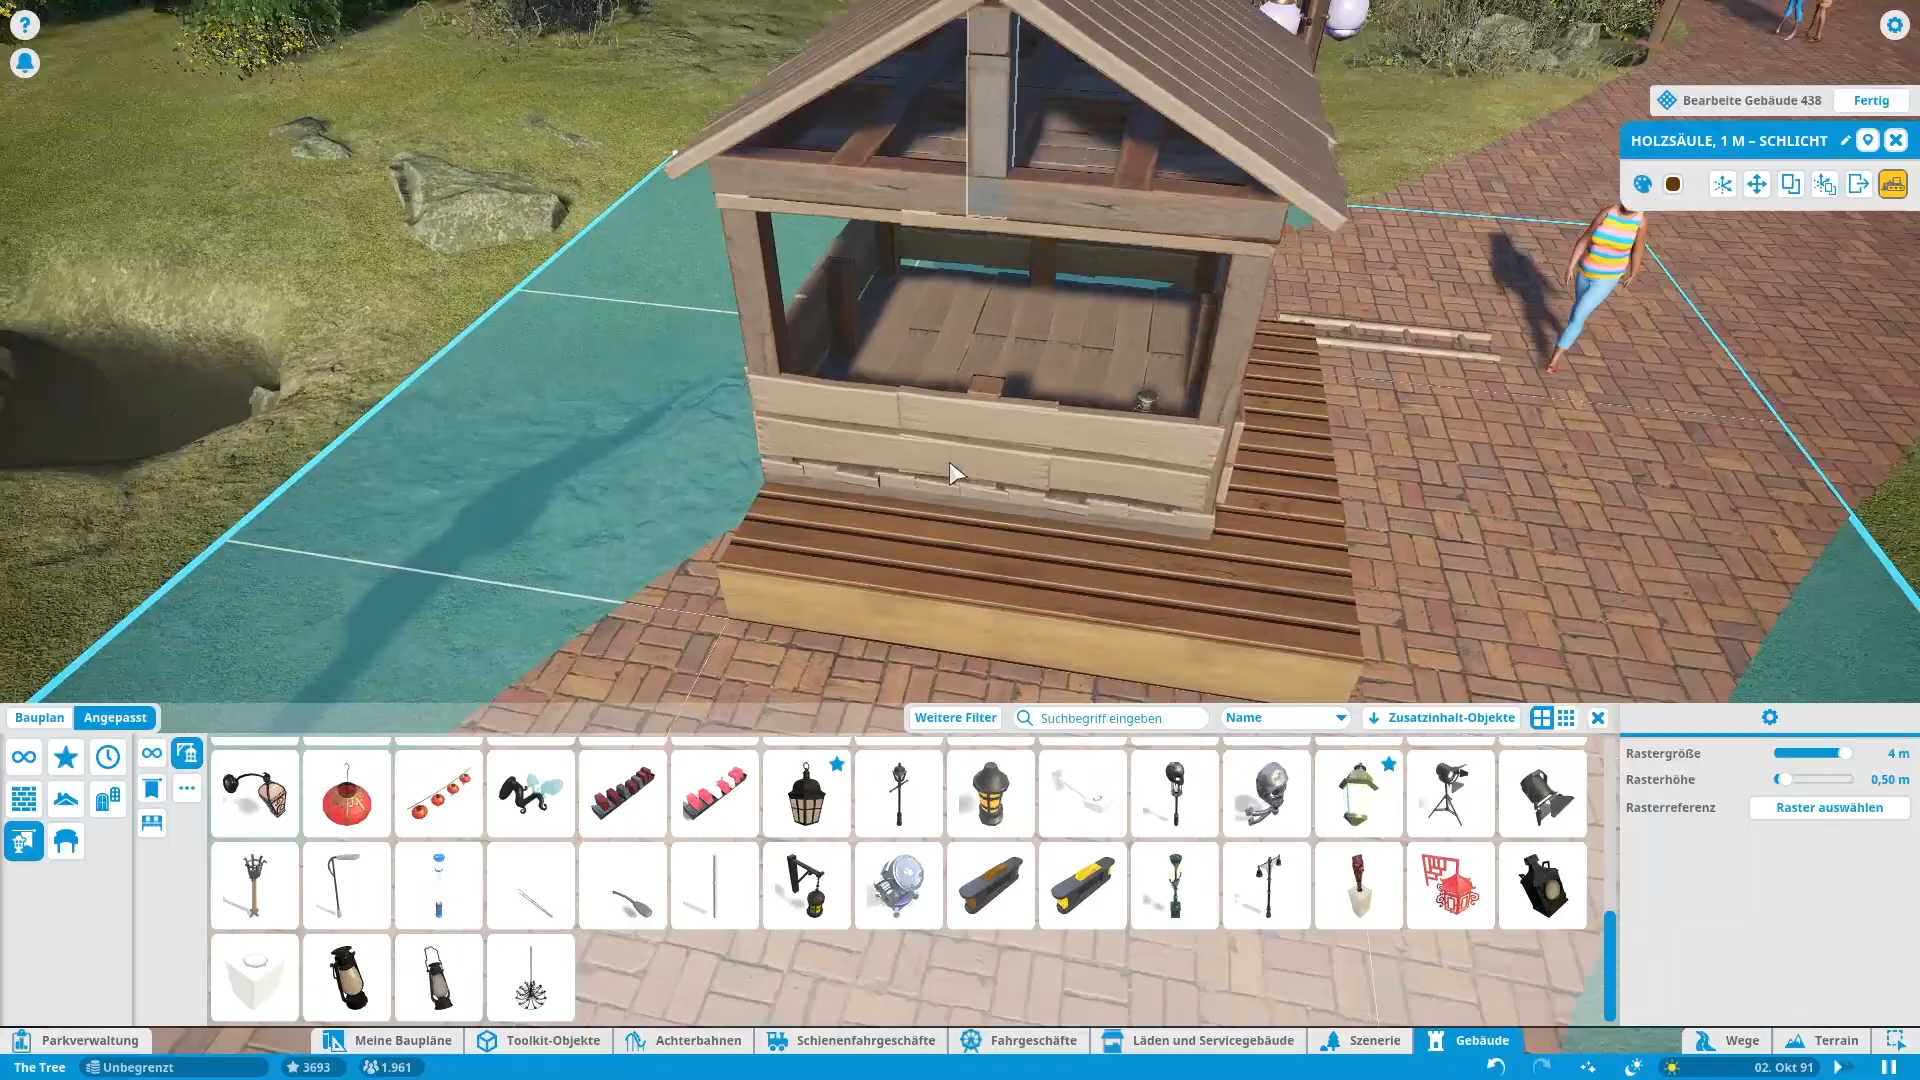 ?
Bearbeite Gebäude 438
Fertig
HOLZSÄULE, 1 M – SCHLICHT
Bauplan
Angepasst
Weitere Filter
Suchbegriff eingeben
Name
Zusatzinhalt-Objekte
Rastergröße
4 m
Rasterhöhe
0,50 m
Rasterreferenz
Raster auswählen
Parkverwaltung
Meine Baupläne
Toolkit-Objekte
Achterbahnen
Schienenfahrgeschäfte
Fahrgeschäfte
Läden und Servicegebäude
Szenerie
Gebäude
Wege
Terrain
The Tree
Unbegrenzt
3693
1.961
02. Okt 91